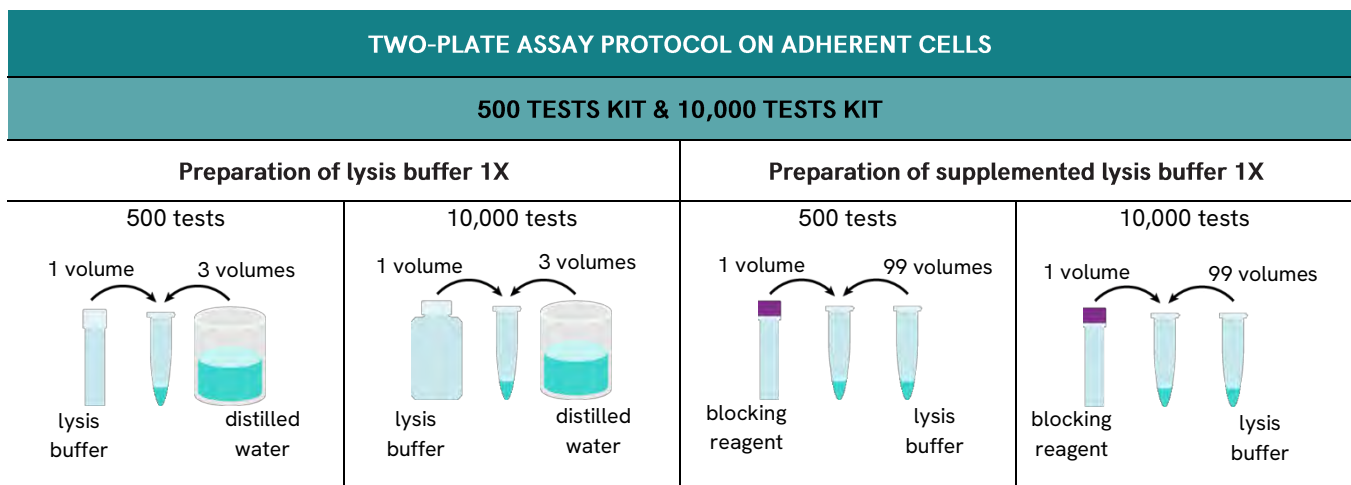 TWO-PLATE ASSAY PROTOCOL ON ADHERENT CELLS
500 TESTS KIT & 10,000 TESTS KIT
Preparation of lysis buffer 1X
Preparation of supplemented lysis buffer 1X
500 tests
1 volume
3 volumes
lysis
buffer
distilled
water
10,000 tests
1 volume
3 volumes
lysis
buffer
distilled
water
500 tests
1 volume
99 volumes
blocking
reagent
lysis
buffer
10,000 tests
1 volume
99 volumes
blocking
reagent
lysis
buffer